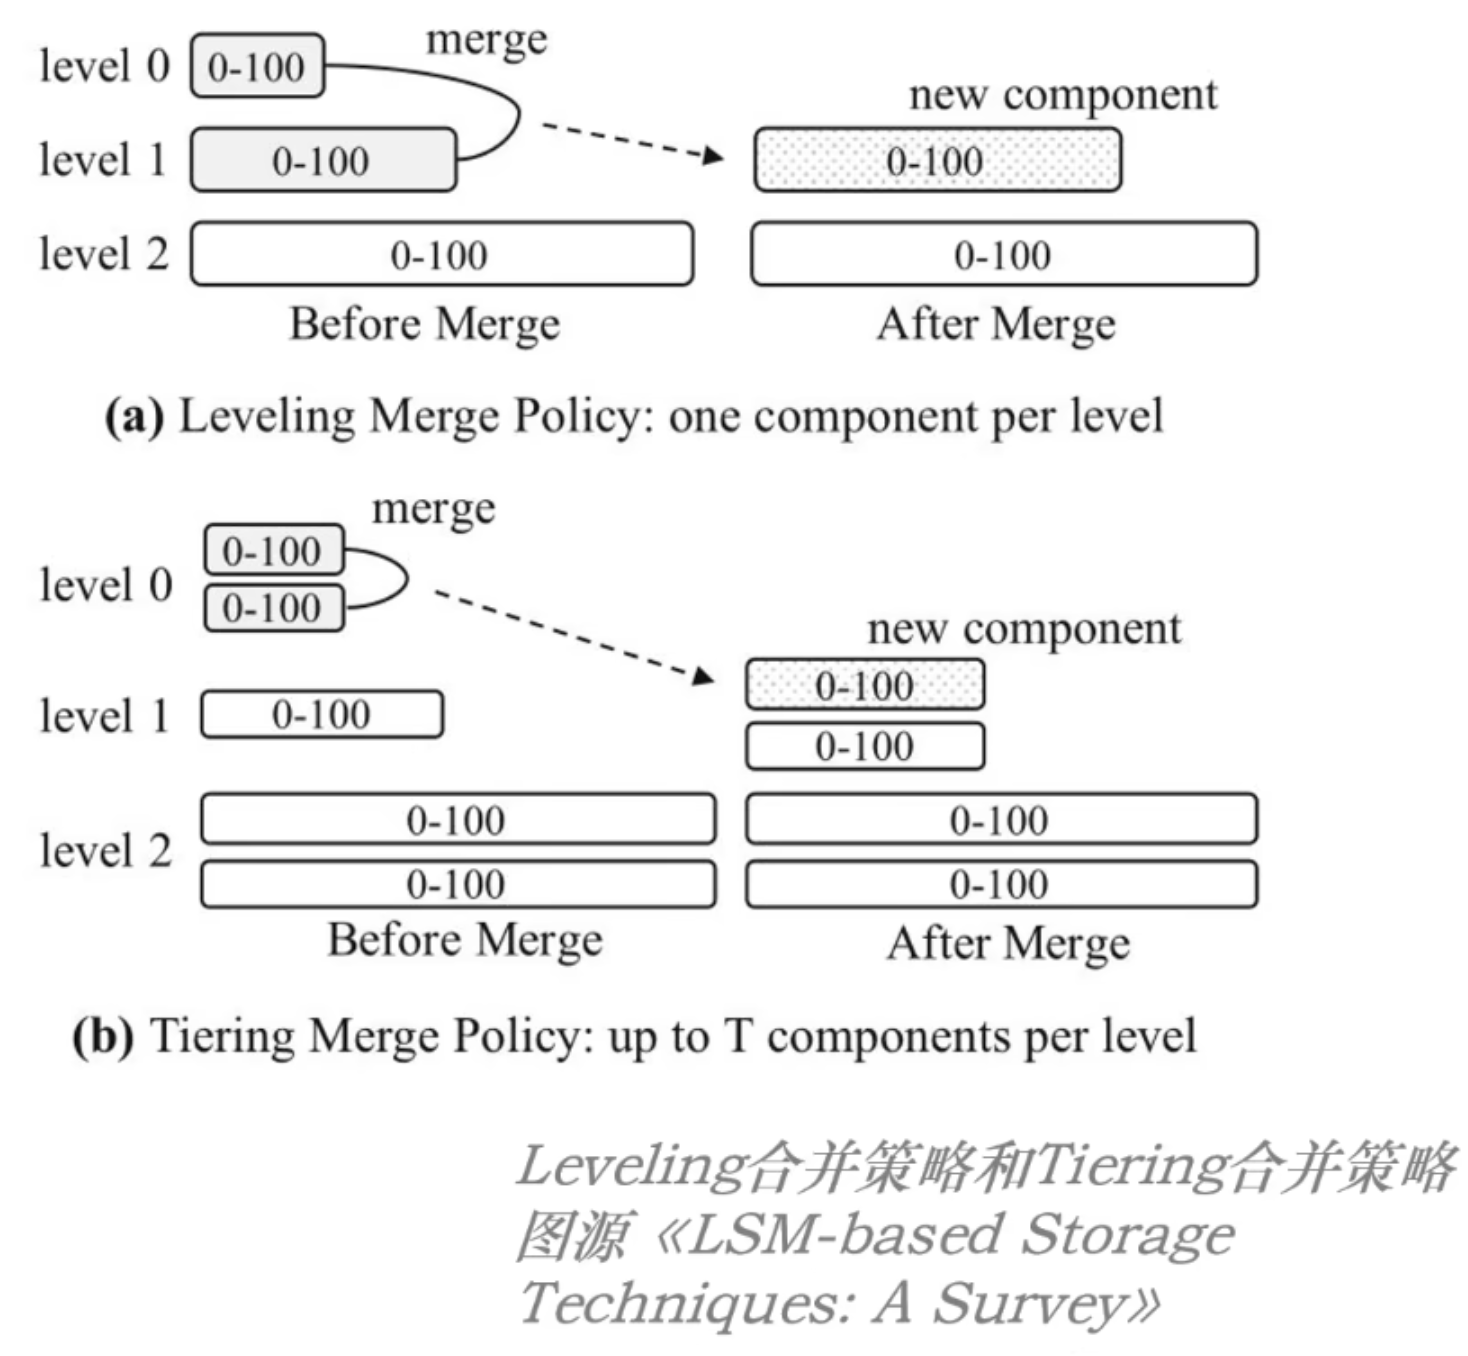 merge
level 0 0-100
new component
level 1 0-100 0-100
level 2 0-100 0-100
Before Merge After Merge
(a) Leveling Merge Policy: one component per level
merge
0-100
level 0
0-100
new component
0-100
level 1 0-100
0-100
0-100 0-100
level 2
0-100 0-100
Before Merge After Merge
(b) Tiering Merge Policy: up to T components per level
Leveling合并策略和Tiering合并策略
图源《LSM-based Storage
Techniques: A Survey》